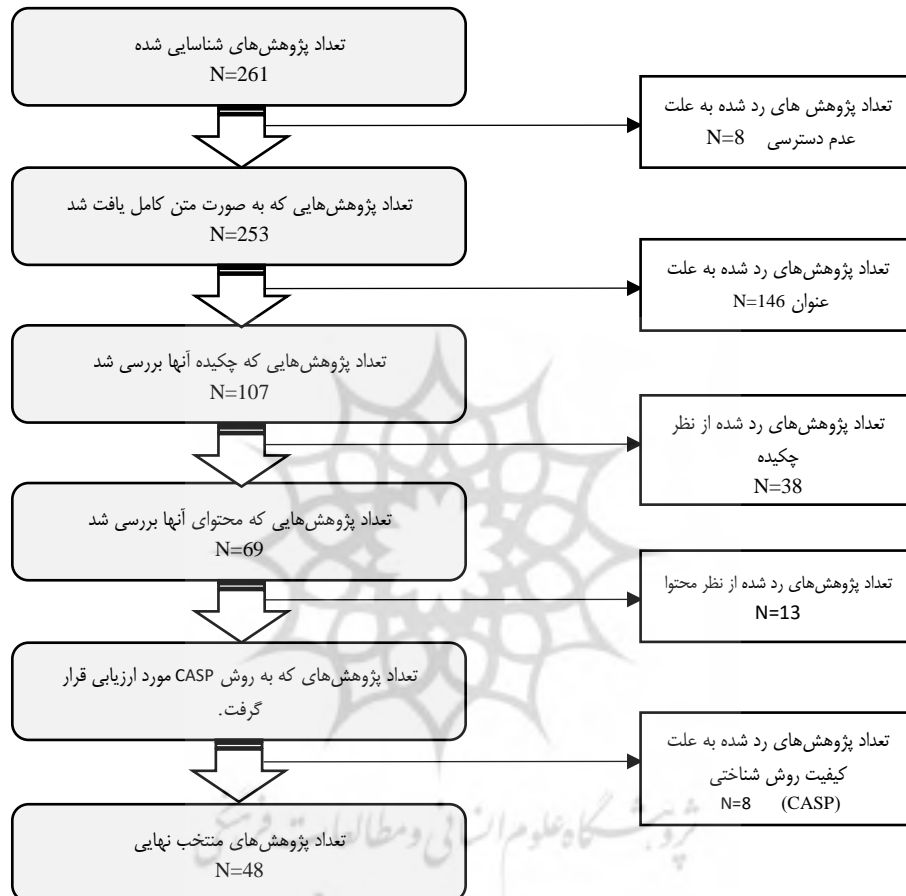 تعداد پژوهش‌های شناسایی شده
N=261
تعداد پژوهش های رد شده به علت
عدم دسترسی N=8
تعداد پژوهش‌هایی که به صورت متن کامل یافت شد
N=253
تعداد پژوهش‌های رد شده به علت
عنوان N=146
تعداد پژوهش‌هایی که چکیده آنها بررسی شد
N=107
تعداد پژوهش‌های رد شده از نظر
چکیده
N=38
تعداد پژوهش‌هایی که محتوای آنها بررسی شد
N=69
تعداد پژوهش‌های رد شده از نظر محتوا
N=13
تعداد پژوهش‌های که به روش CASP مورد ارزیابی قرار
گرفت.
تعداد پژوهش‌های رد شده به علت
کیفیت روش شناختی
(CASP) N=8
تعداد پژوهش‌های منتخب نهایی
N=48
پژوهشگاه علوم انسانی و مطالعات فرهنگی